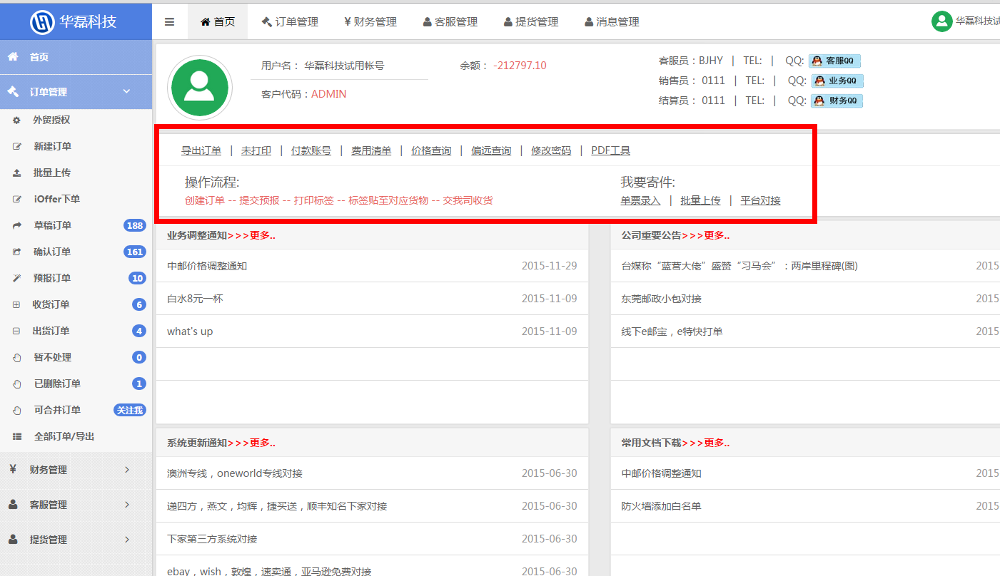 华磊科技
首页 订单管理 ¥ 财务管理 客服管理 提货管理 消息管理 华磊科技试
首页
订单管理
外贸授权
新建订单
批量上传
iOffer下单
草稿订单 188
确认订单 161
预报订单 10
收货订单 6
出货订单 4
暂不处理 0
已删除订单 1
可合并订单 关注我
全部订单/导出
¥ 财务管理
客服管理
提货管理
用户名： 华磊科技试用帐号
余额： -212797.10
客户代码：ADMIN
客服员：BJHY | TEL: | QQ: 客服QQ
销售员： 0111 | TEL: | QQ: 业务QQ
结算员： 0111 | TEL: | QQ: 财务QQ
导出订单 | 未打印 | 付款账号 | 费用清单 | 价格查询 | 偏远查询 | 修改密码 | PDF工具
操作流程:
创建订单 -- 提交预报 -- 打印标签 -- 标签贴至对应货物 -- 交我司收货
我要寄件:
单票录入 | 批量上传 | 平台对接
业务调整通知>>>更多..
中邮价格调整通知 2015-11-29
白水8元一杯 2015-11-09
what's up 2015-11-09
公司重要公告>>>更多..
台媒称“蓝营大佬”盛赞“习马会”：两岸里程碑(图) 2015
东莞邮政小包对接 2015
线下e邮宝，e特快打单 2015
系统更新通知>>>更多..
澳洲专线，oneworld专线对接 2015-06-30
递四方，燕文，均辉，捷买送，顺丰知名下家对接 2015-06-30
下家第三方系统对接 2015-06-30
ebay，wish，敦煌，速卖通，亚马逊免费对接 2015-06-30
常用文档下载>>>更多..
中邮价格调整通知 2015
防火墙添加白名单 2015